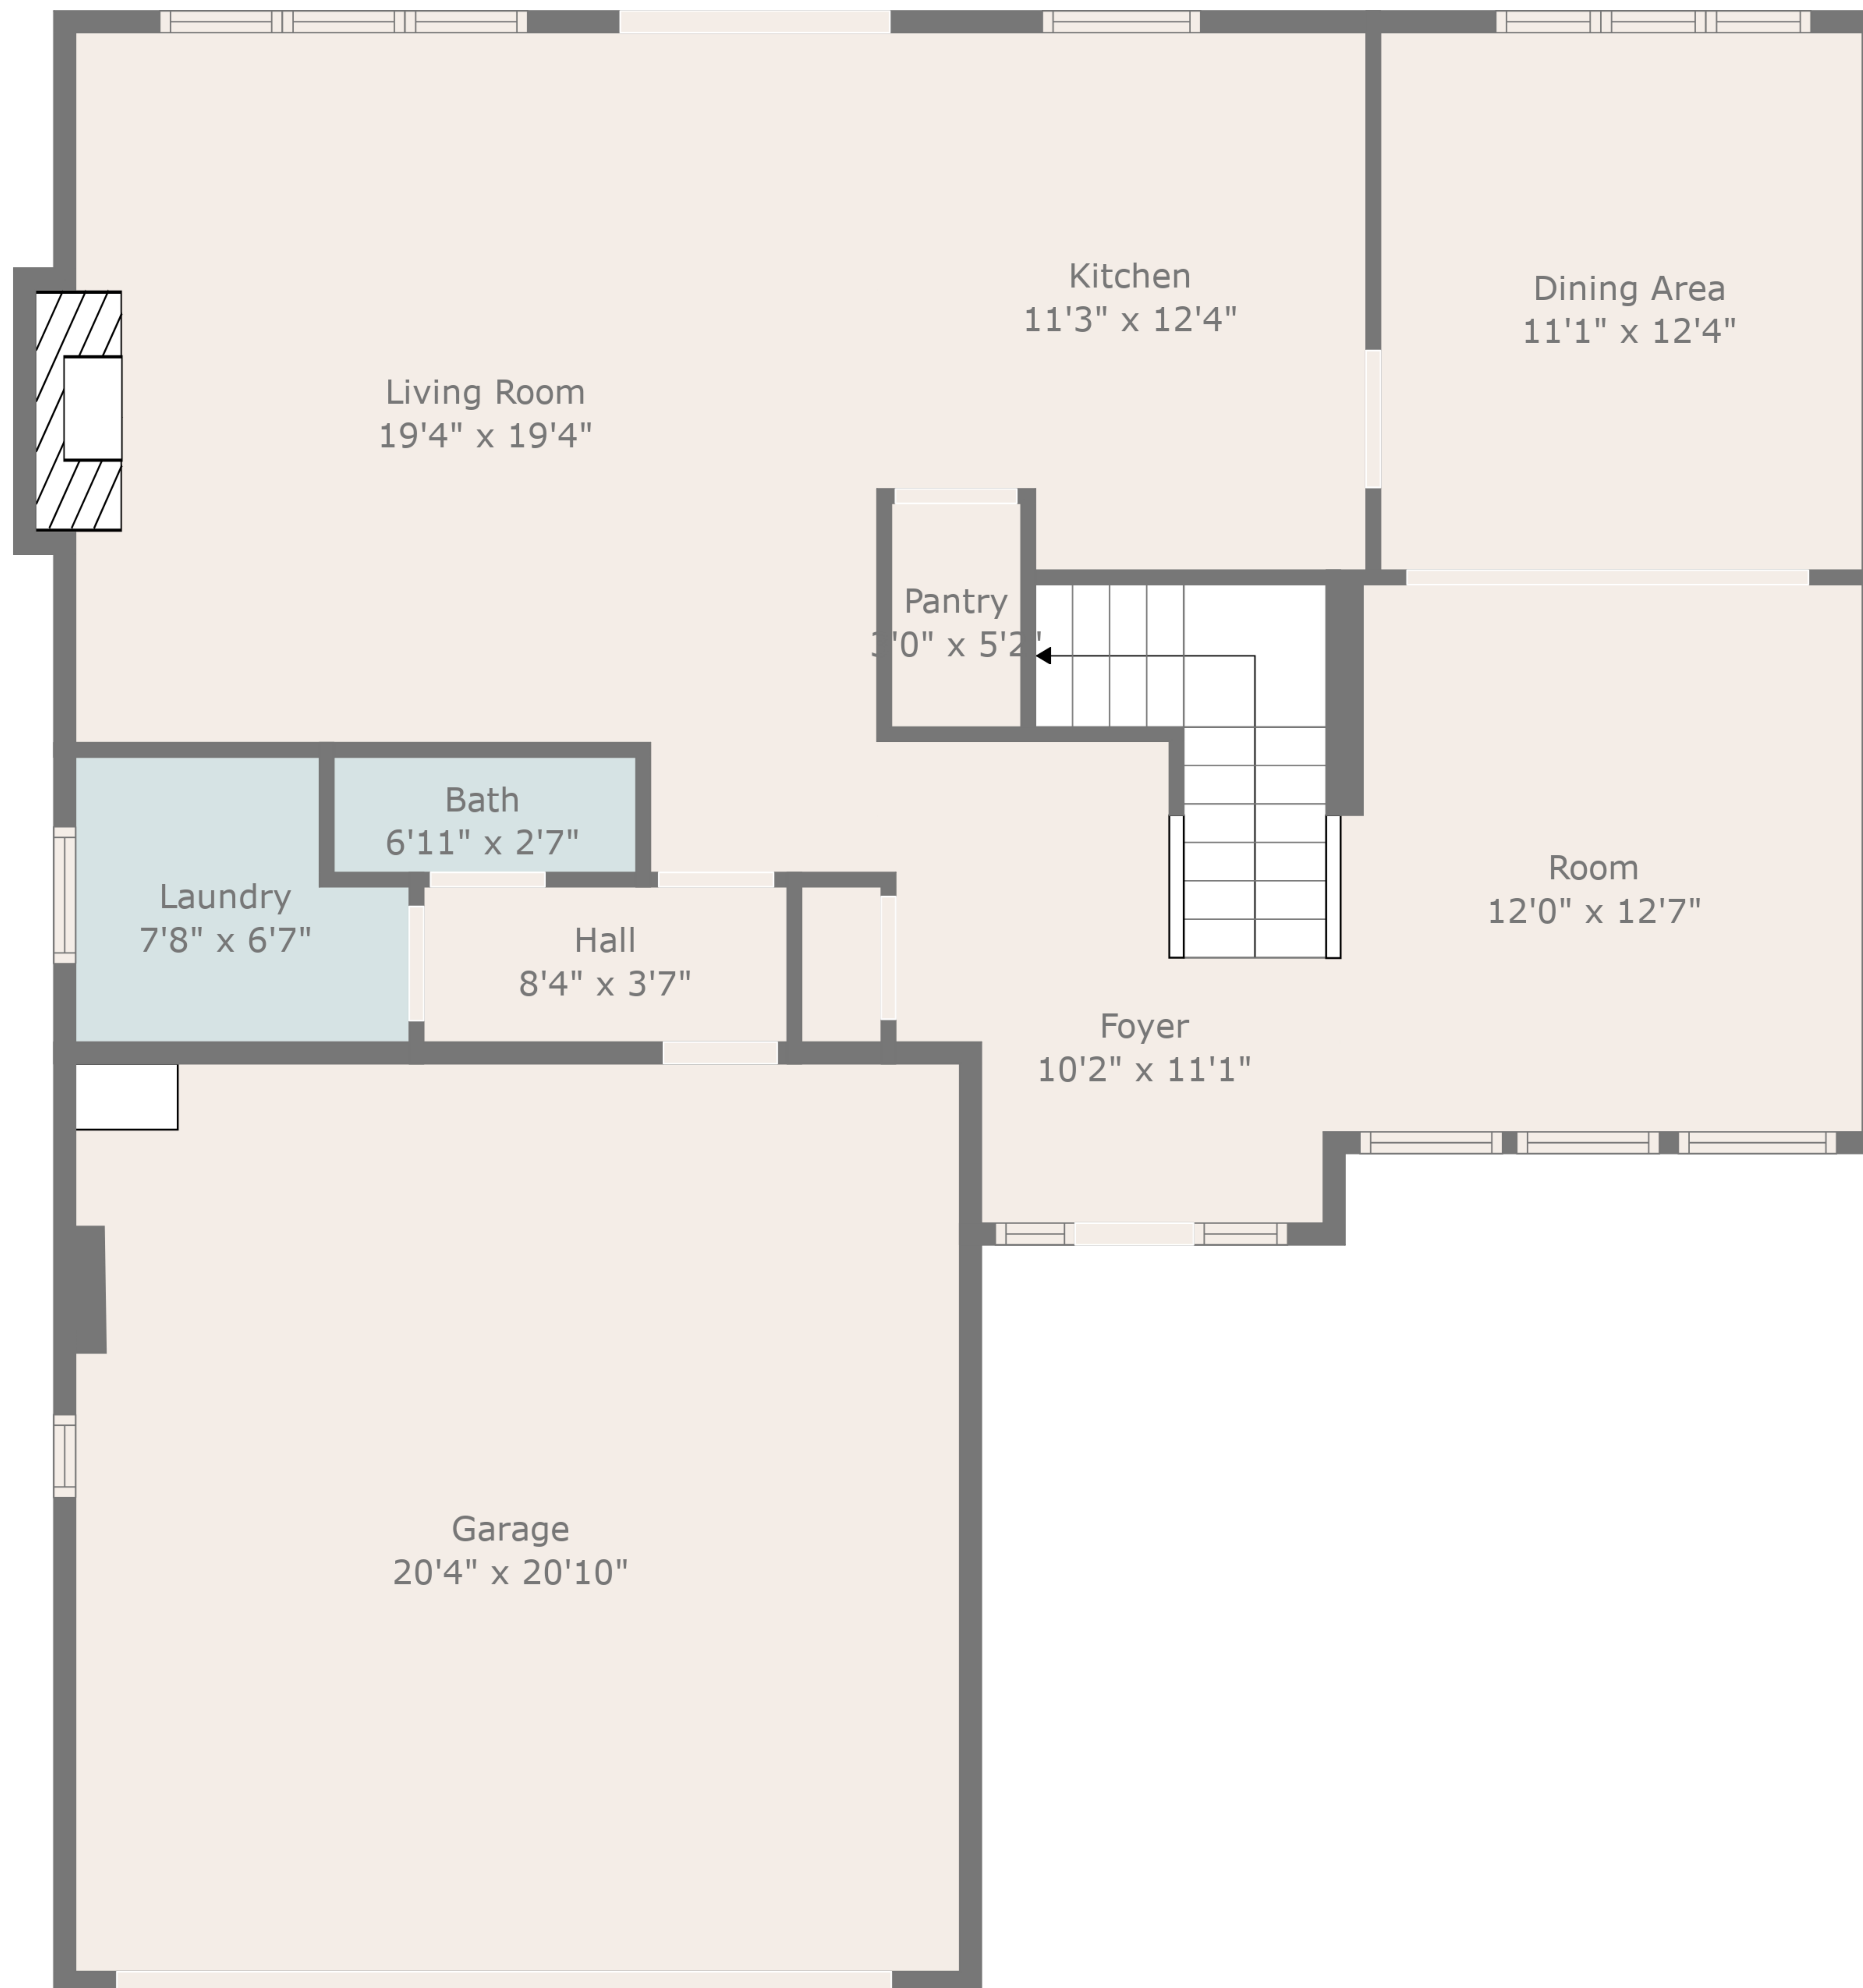 Kitchen
11'3" x 12'4"
Dining Area
11'1" x 12'4"
Living Room
19'4" x 19'4"
Pantry
3'0" x 5'2"
Bath
6'11" x 2'7"
Laundry
7'8" x 6'7"
Hall
8'4" x 3'7"
Room
12'0" x 12'7"
Foyer
10'2" x 11'1"
Garage
20'4" x 20'10"